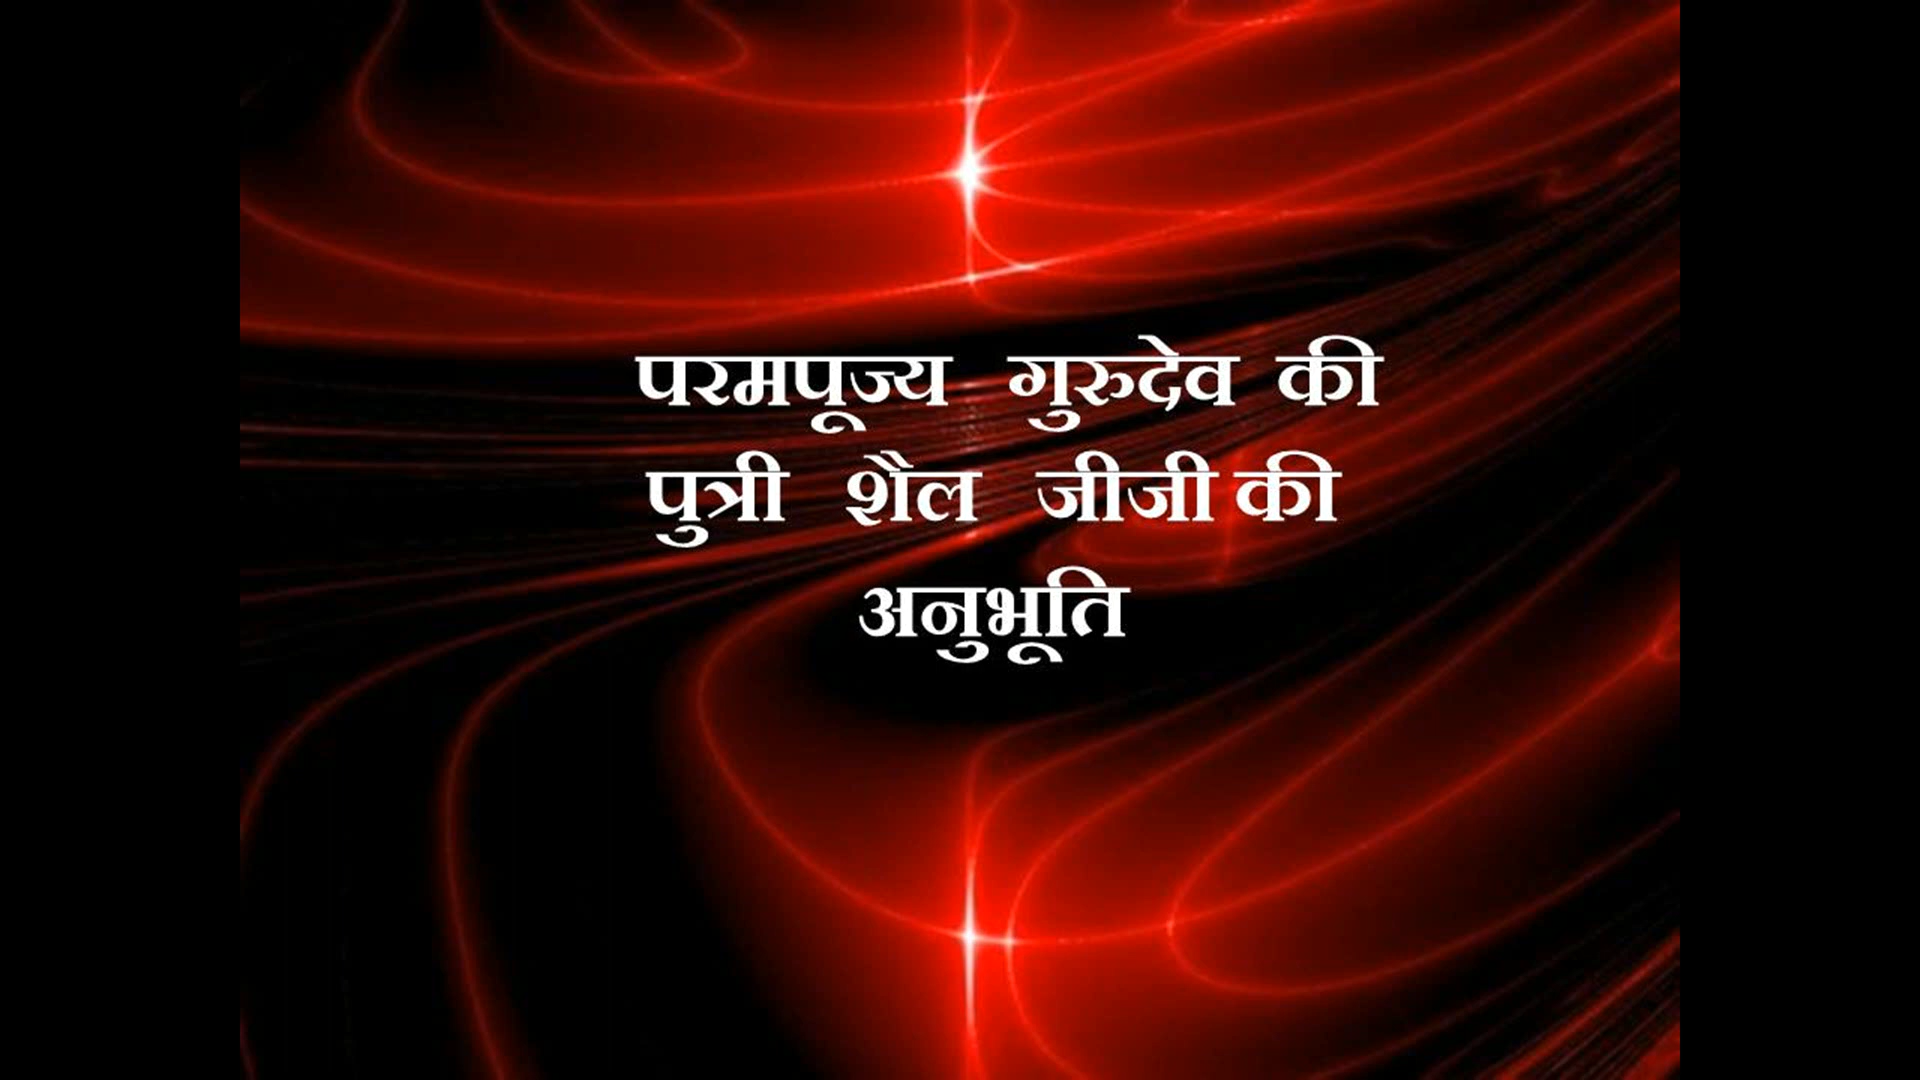 परमपूज्य गुरुदेव की
पुत्री शैल जीजी की
अनुभूति